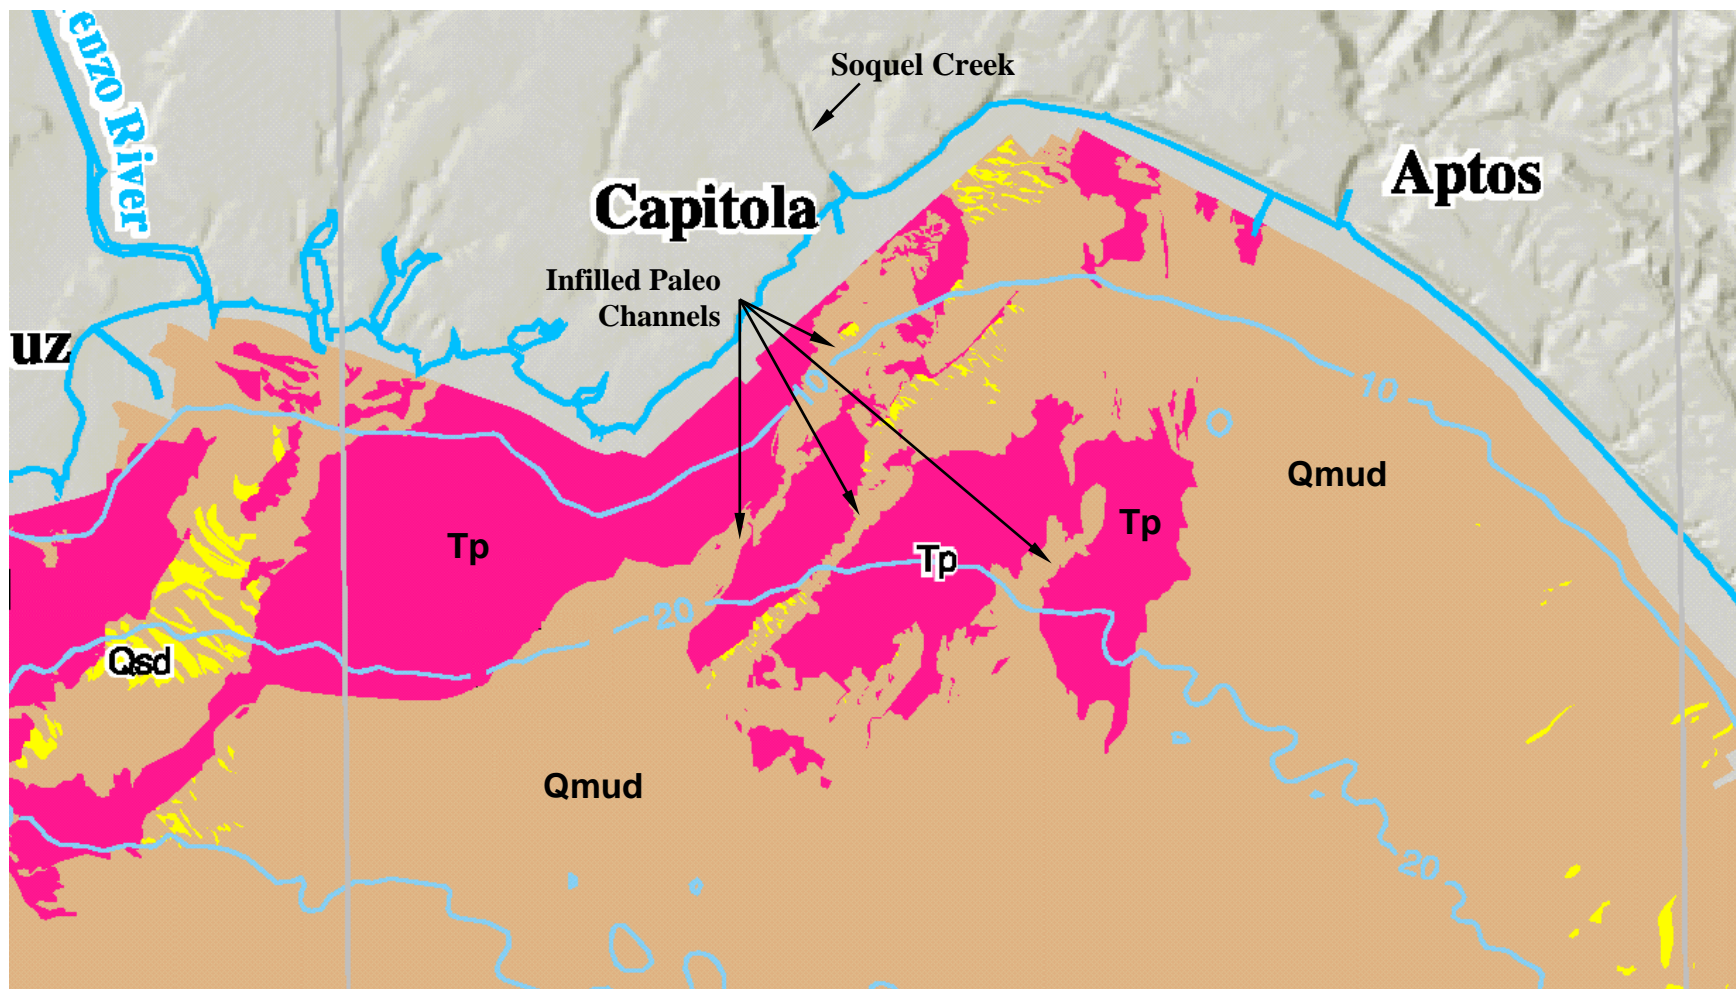 enzo River
Soquel Creek
Aptos
Capitola
Infilled Paleo
Channels
uz
10
10
Qmud
Tp
Tp
Tp
20
Qsd
Qmud
20